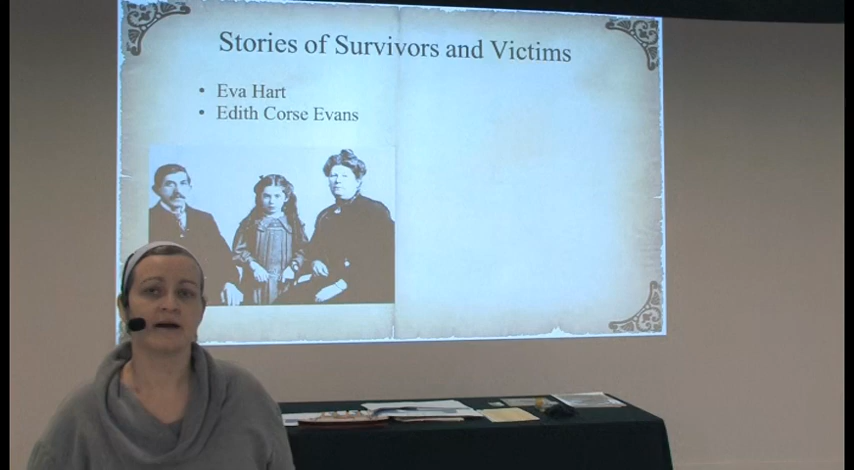 Stories of Survivors and Victims
• Eva Hart
• Edith Corse Evans